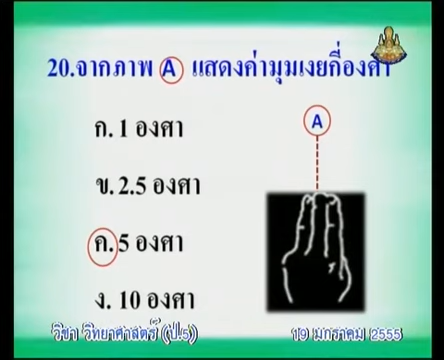 20.จากภาพ A แสดงค่ามุมเงยกี่องศา
A
ก. 1 องศา
ข. 2.5 องศา
ค. 5 องศา
ง. 10 องศา
วิชา วิทยาศาสตร์ (ป.5)
19 มกราคม 2555